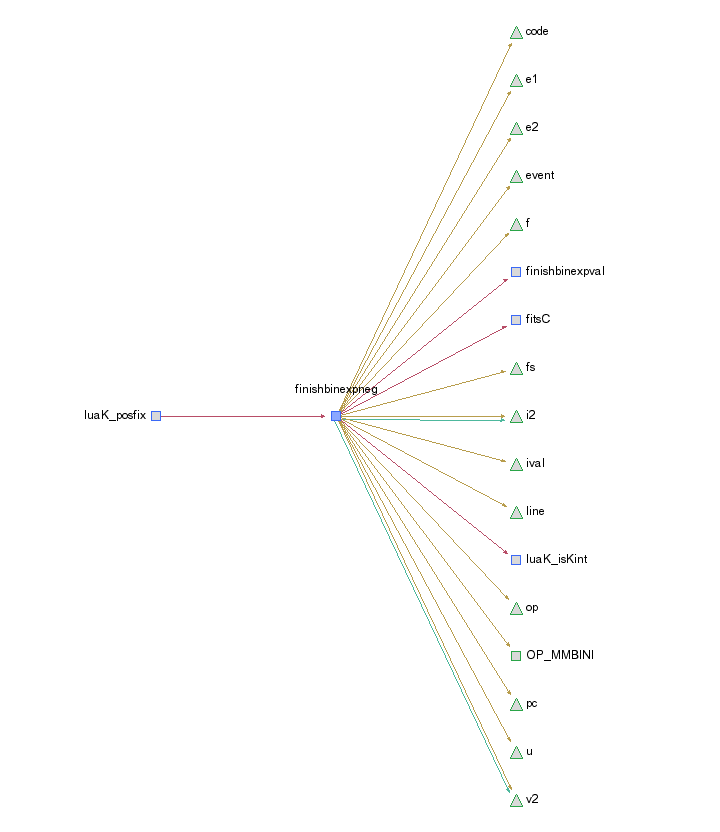 code
e1
e2
event
f
finishbinexpval
fitsC
fs
finishbinexpneg
luaK_posfix
i2
ival
line
luaK_isKint
op
OP_MMBINI
pc
u
v2